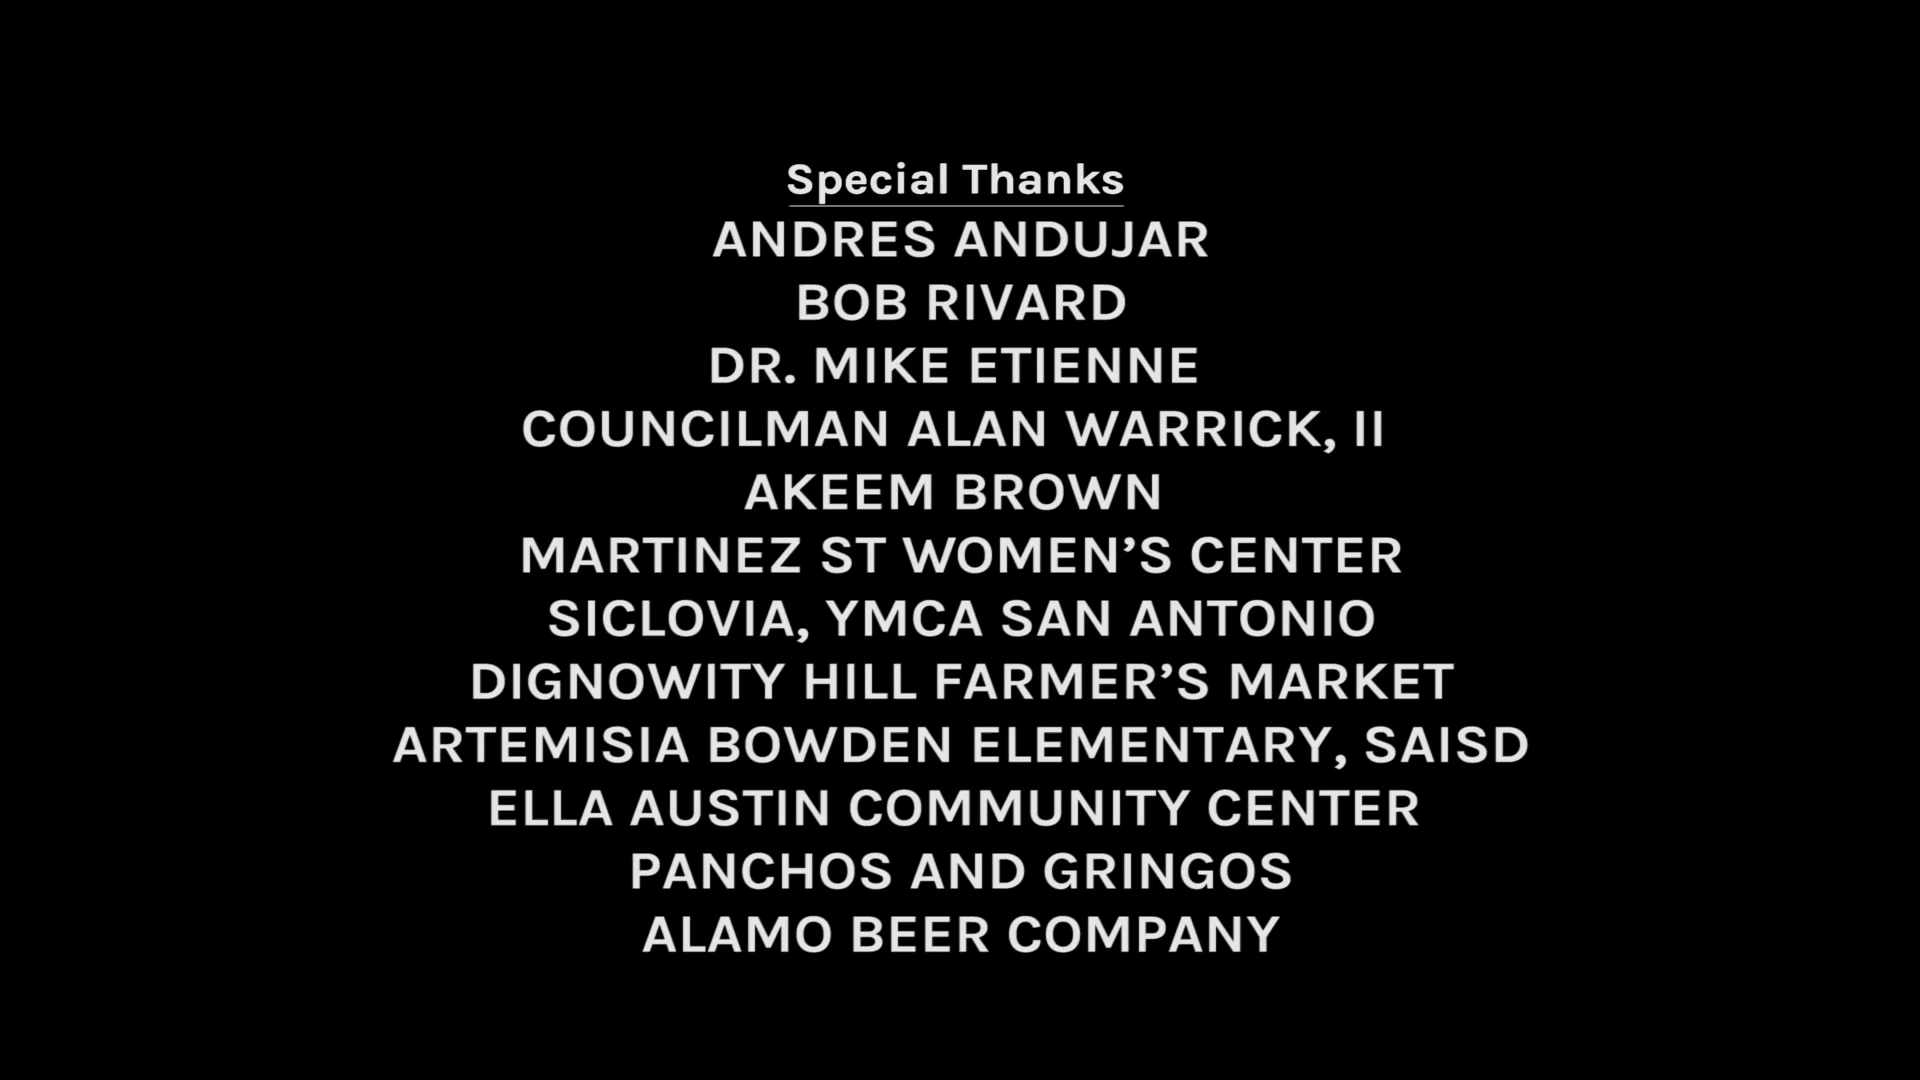 Special Thanks
ANDRES ANDUJAR
BOB RIVARD
DR. MIKE ETIENNE
COUNCILMAN ALAN WARRICK, II
AKEEM BROWN
MARTINEZ ST WOMEN’S CENTER
SICLOVIA, YMCA SAN ANTONIO
DIGNOWITY HILL FARMER’S MARKET
ARTEMISIA BOWDEN ELEMENTARY, SAISD
ELLA AUSTIN COMMUNITY CENTER
PANCHOS AND GRINGOS
ALAMO BEER COMPANY